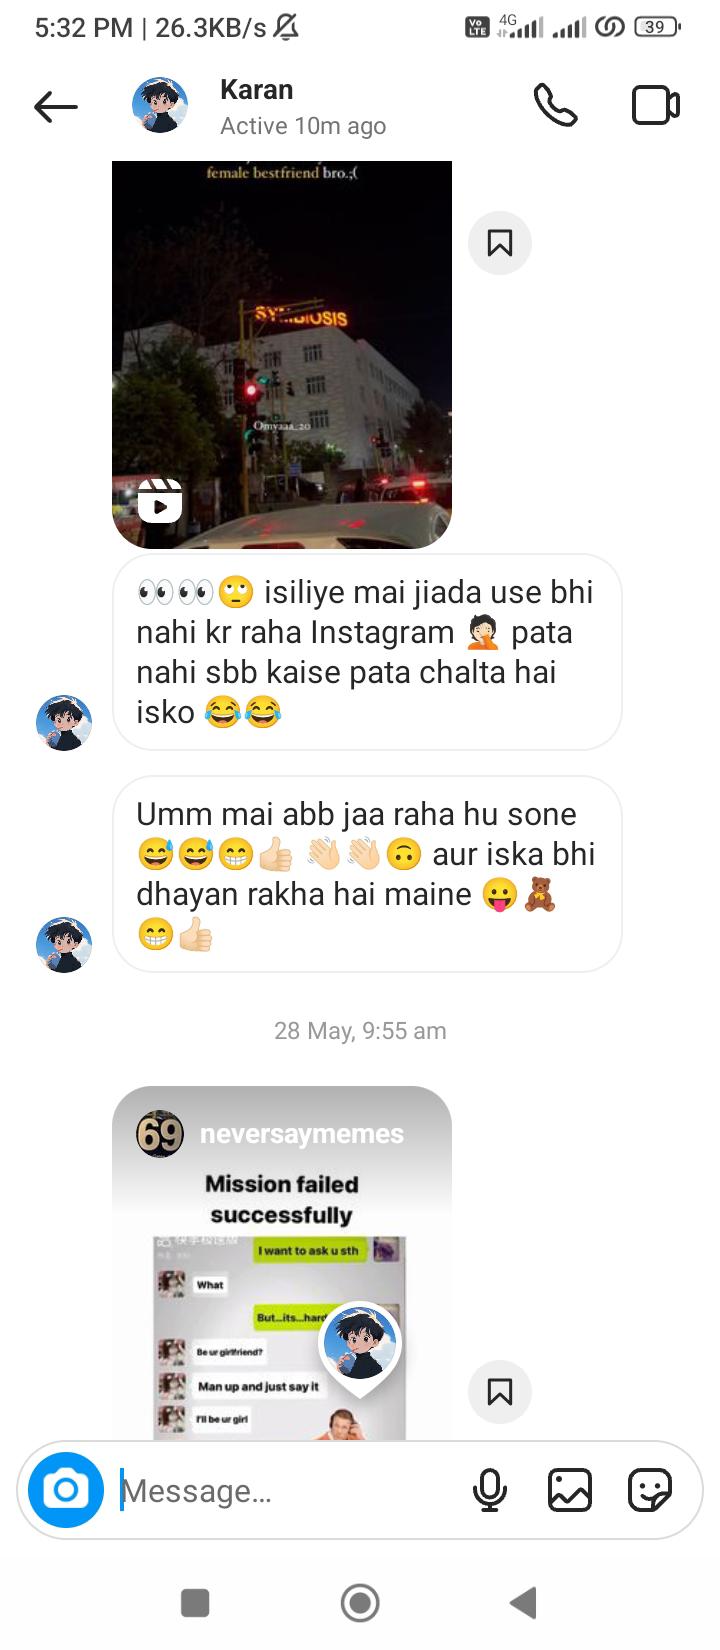 5:32 PM | 26.3KB/s
Vo LTE 4G 39
Karan
Active 10m ago
female bestfriend bro.;(
SYMBIOSIS
Omyaaa_20
👀👀🙄 isiliye mai jiada use bhi
nahi kr raha Instagram 🤦🏻 pata
nahi sbb kaise pata chalta hai
isko 😂😂
Umm mai abb jaa raha hu sone
😅😅😁👍🏻 👋🏻👋🏻🙃 aur iska bhi
dhayan rakha hai maine 😛🧸
😁👍🏻
28 May, 9:55 am
69 neversaymemes
Mission failed
successfully
I want to ask u sth
What
But...its...hard
Be ur girlfriend?
Man up and just say it
I'll be ur girl
Message...